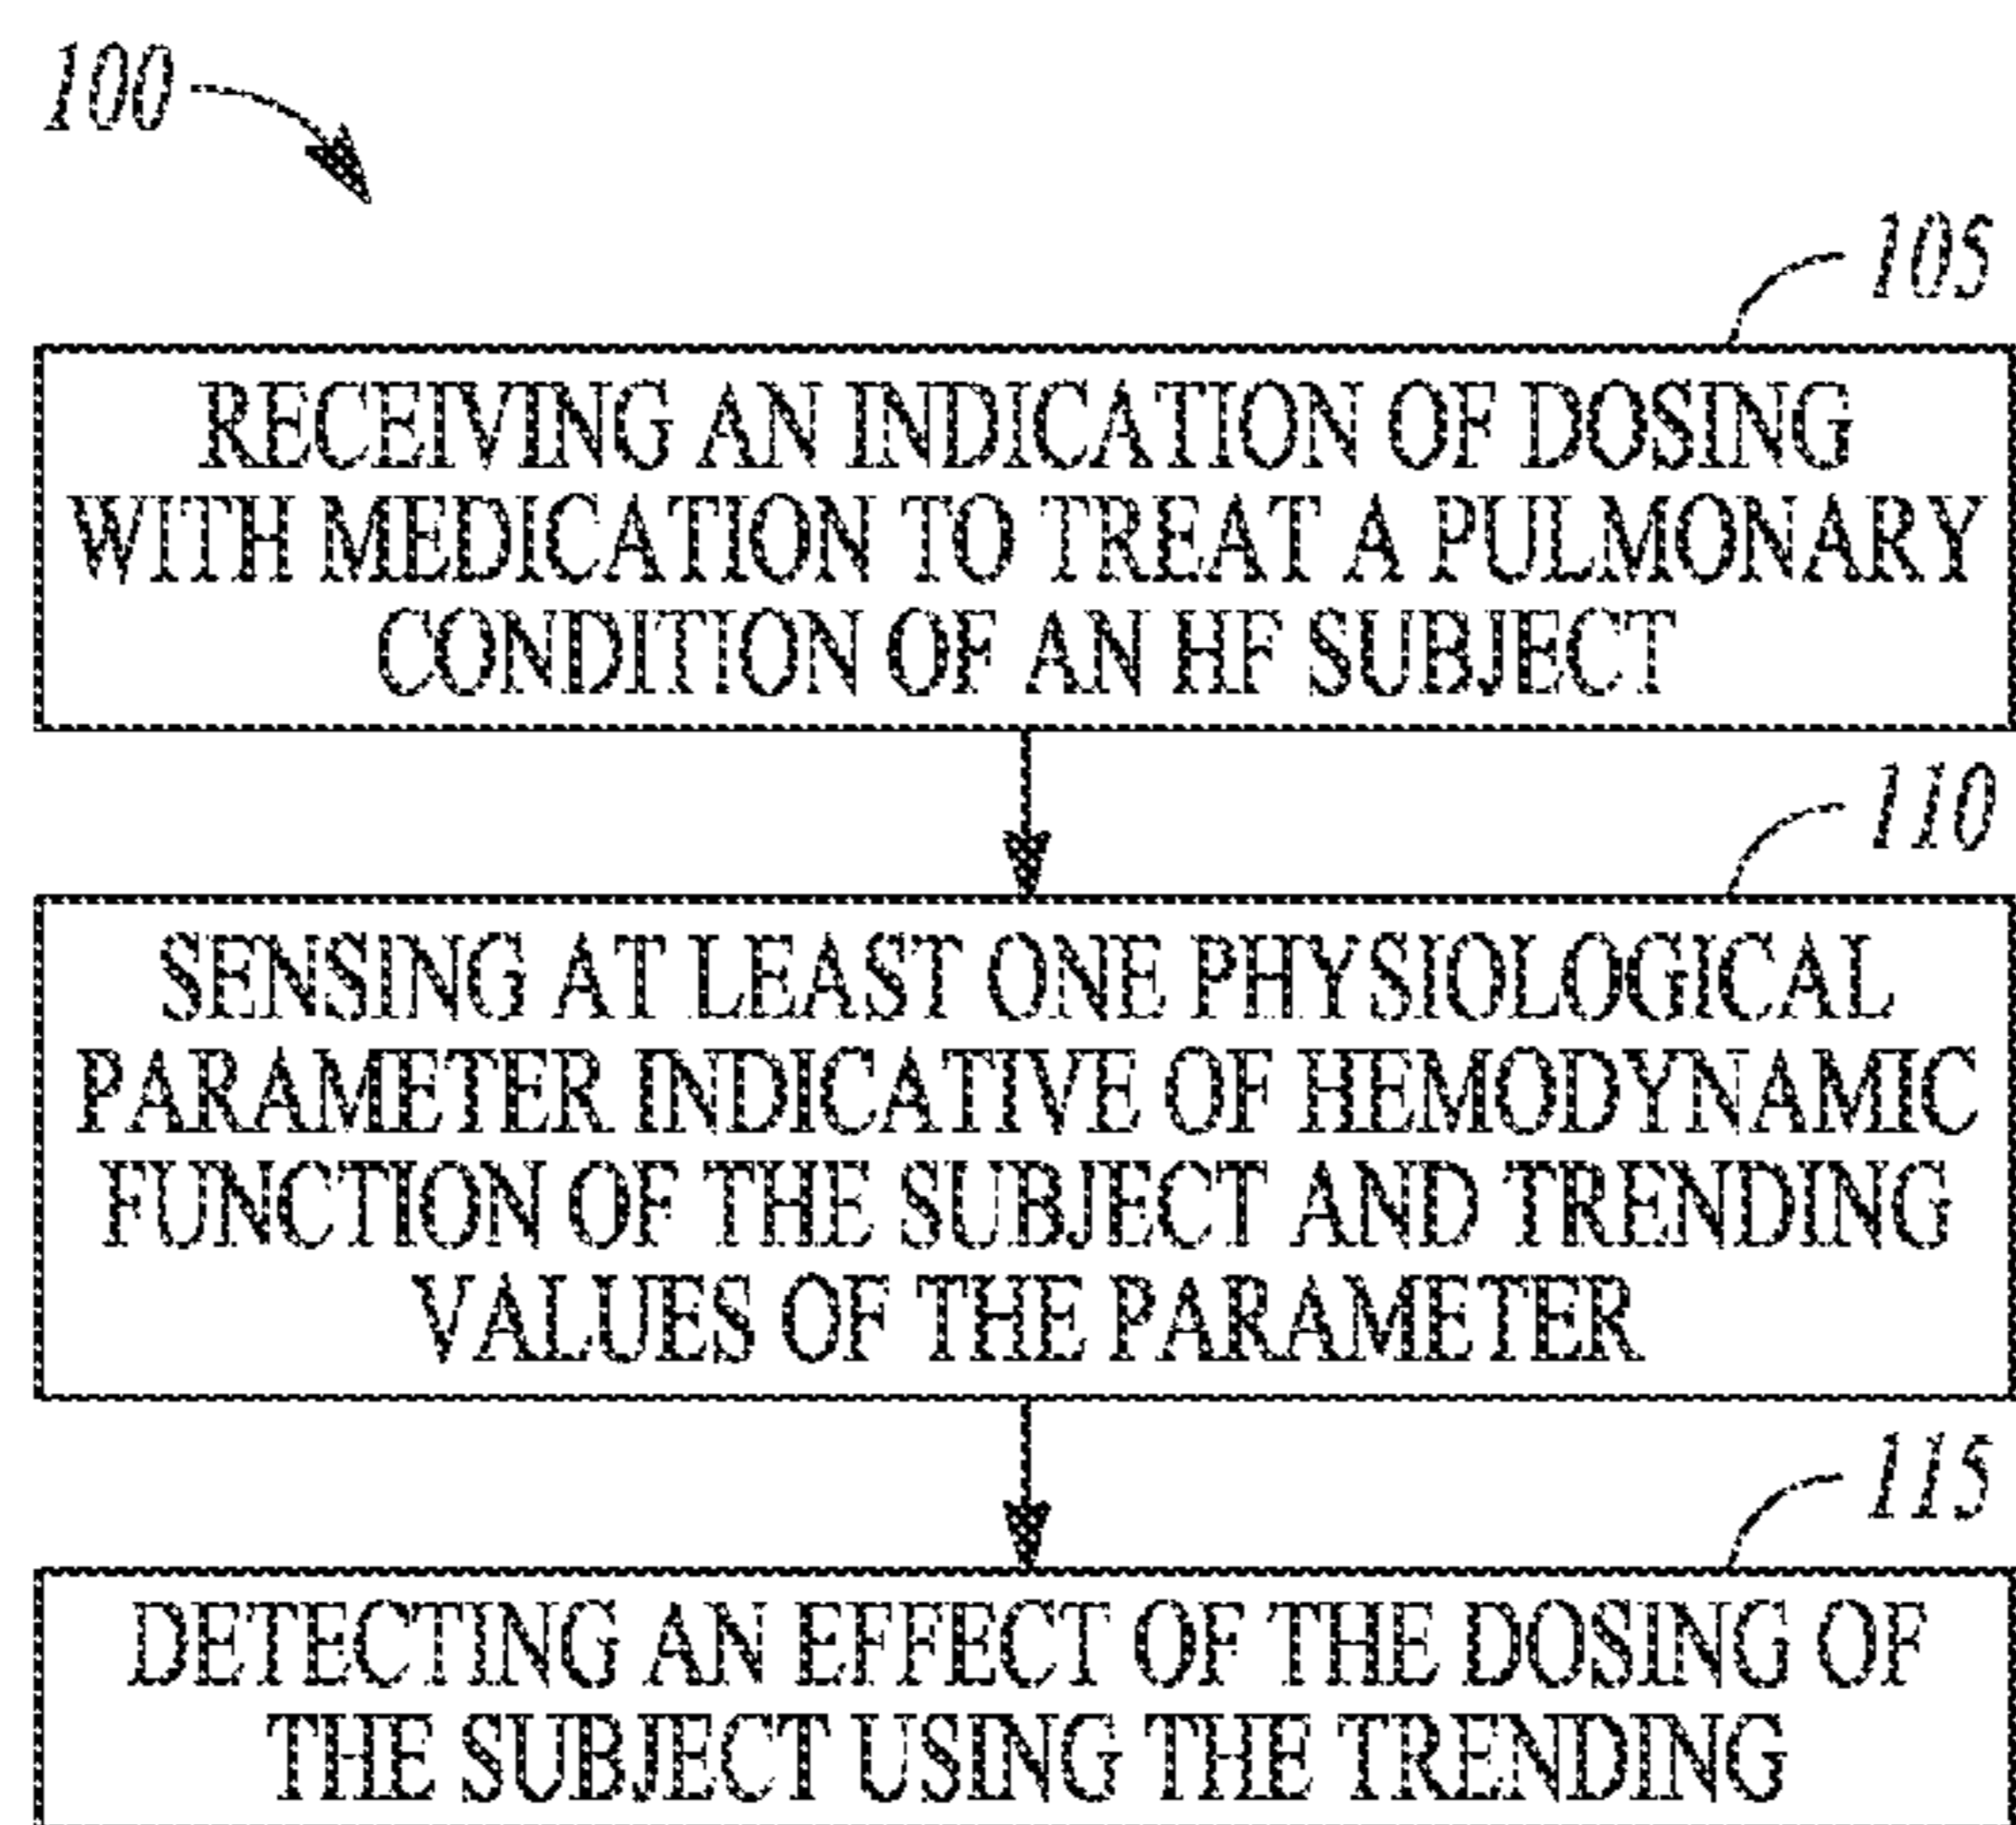 100
105
RECEIVING AN INDICATION OF DOSING
WITH MEDICATION TO TREAT A PULMONARY
CONDITION OF AN HF SUBJECT
110
SENSING AT LEAST ONE PHYSIOLOGICAL
PARAMETER INDICATIVE OF HEMODYNAMIC
FUNCTION OF THE SUBJECT AND TRENDING
VALUES OF THE PARAMETER
115
DETECTING AN EFFECT OF THE DOSING OF
THE SUBJECT USING THE TRENDING